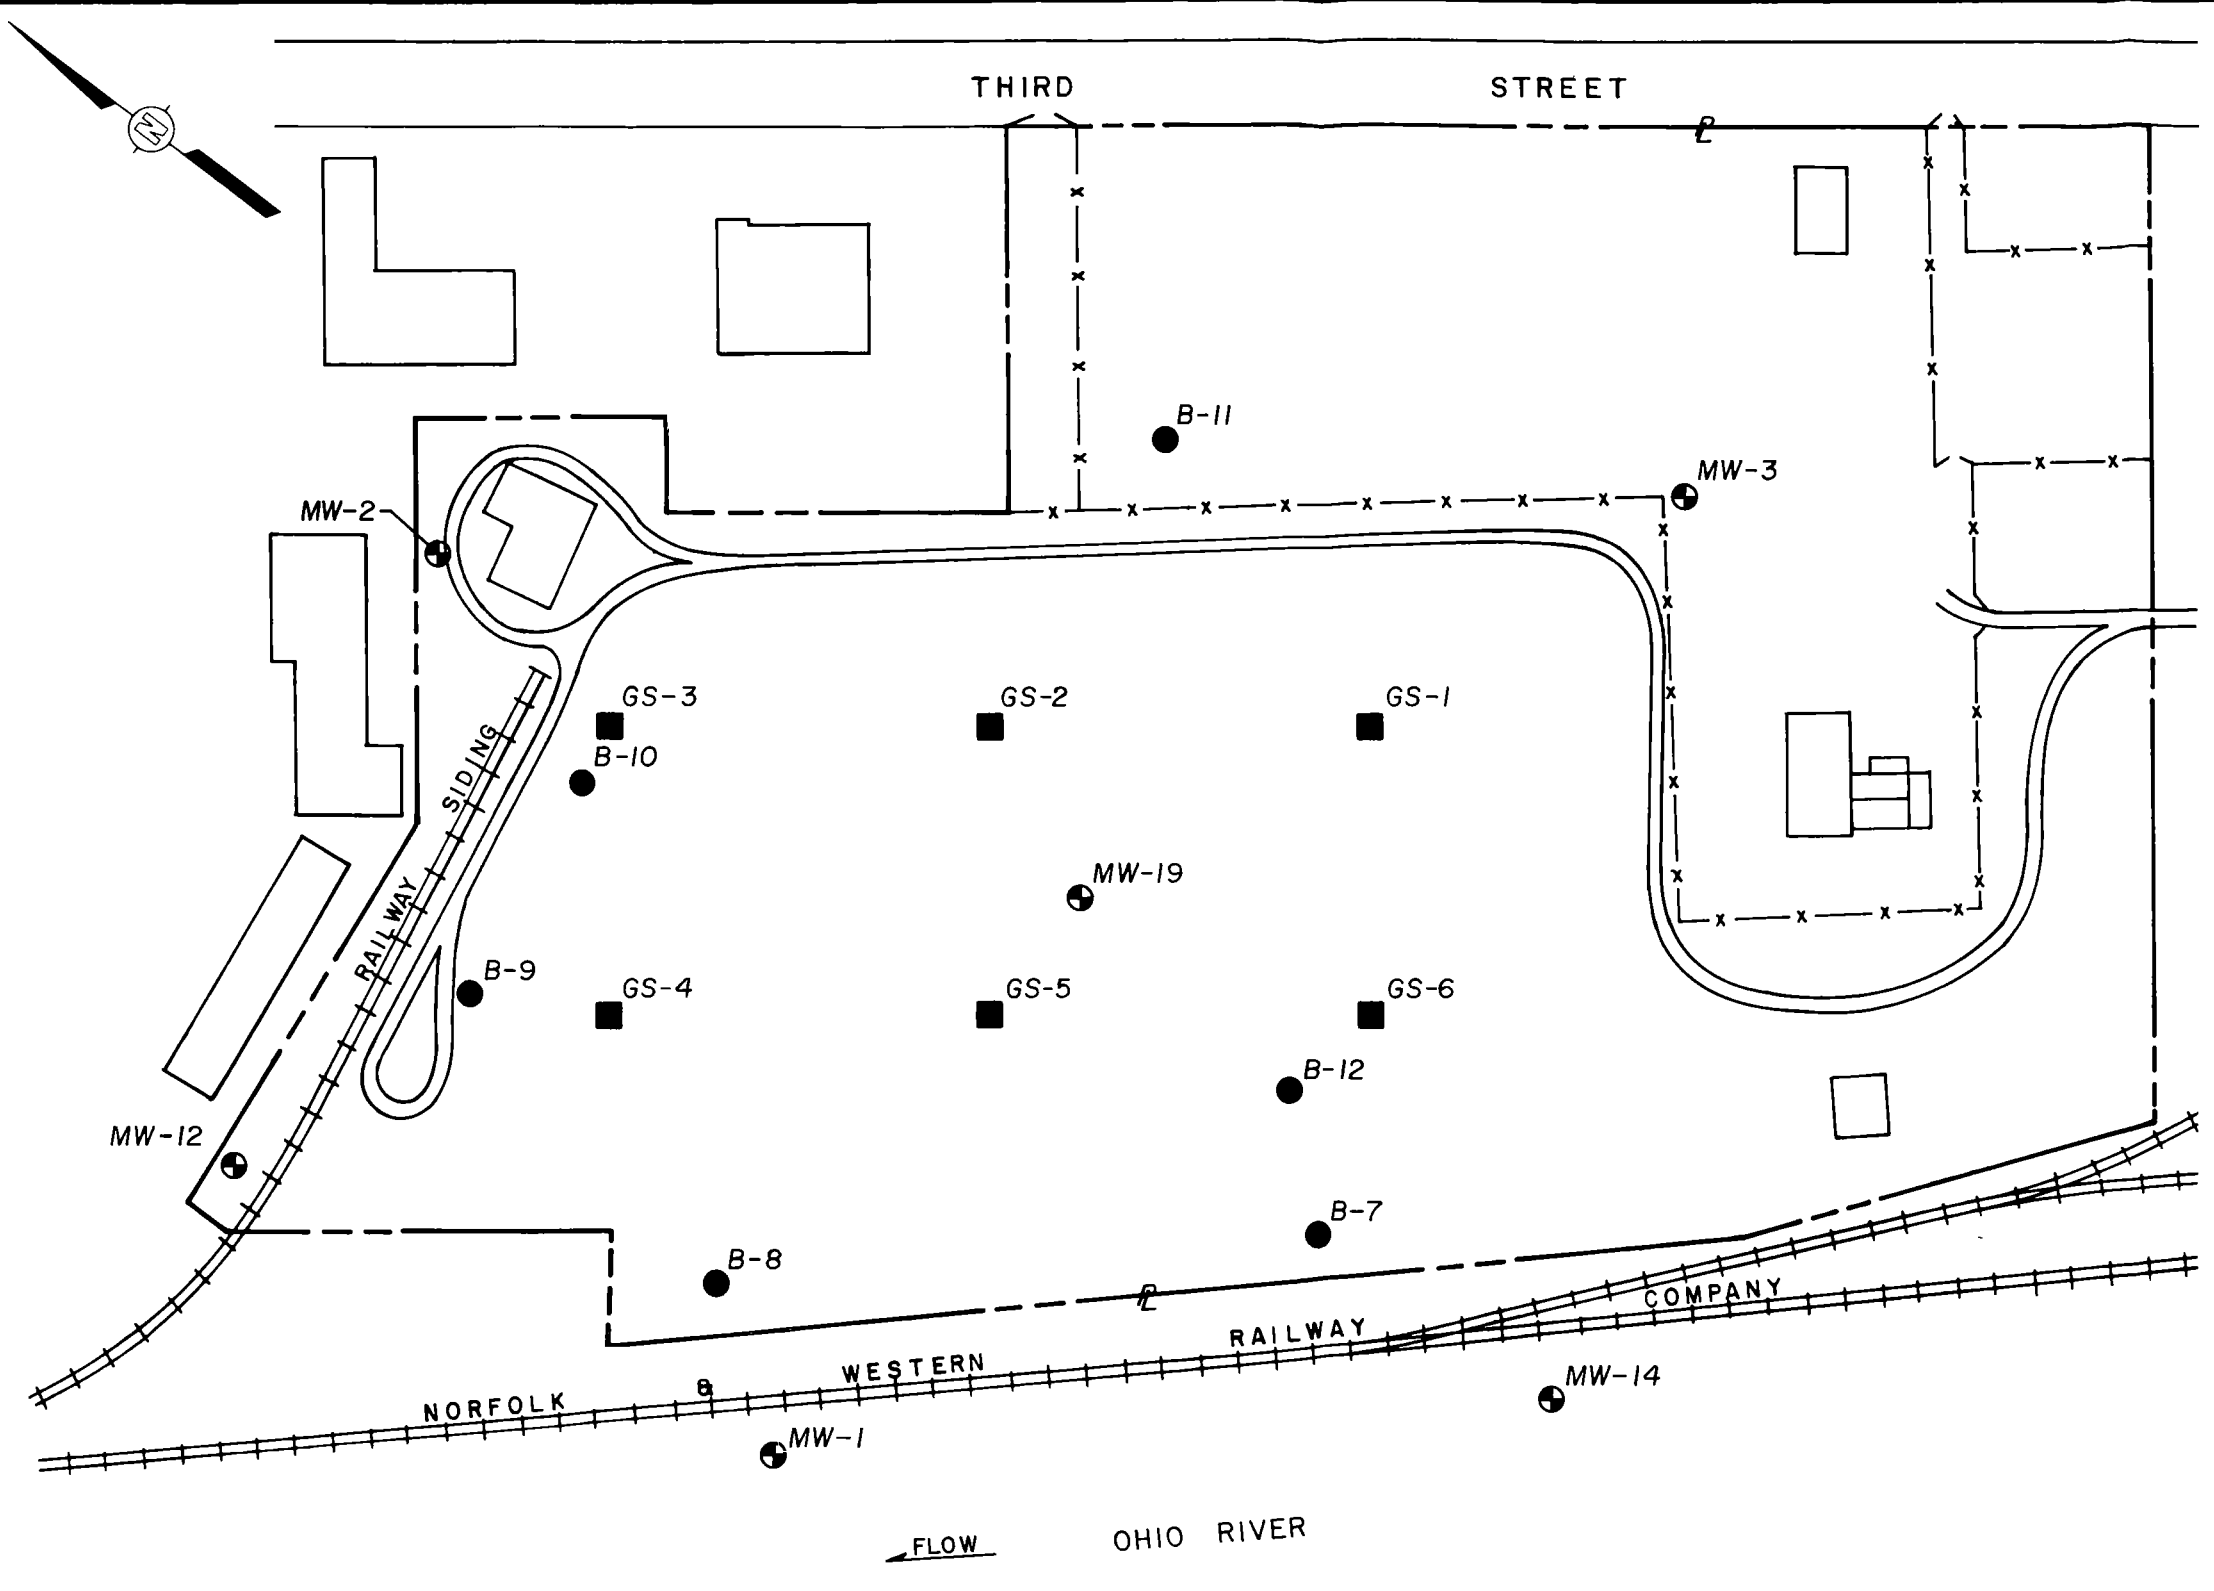 THIRD STREET
N
PL
B-11
MW-3
MW-2
GS-3
GS-2
GS-1
B-10
RAILWAY SIDING
MW-19
B-9
GS-4
GS-5
GS-6
B-12
MW-12
B-7
B-8
PL
NORFOLK & WESTERN RAILWAY COMPANY
MW-14
MW-1
FLOW
OHIO RIVER